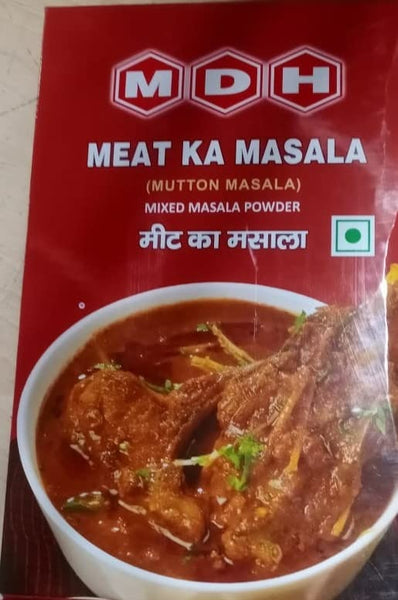 MDH
MEAT KA MASALA
(MUTTON MASALA)
MIXED MASALA POWDER
मीट का मसाला